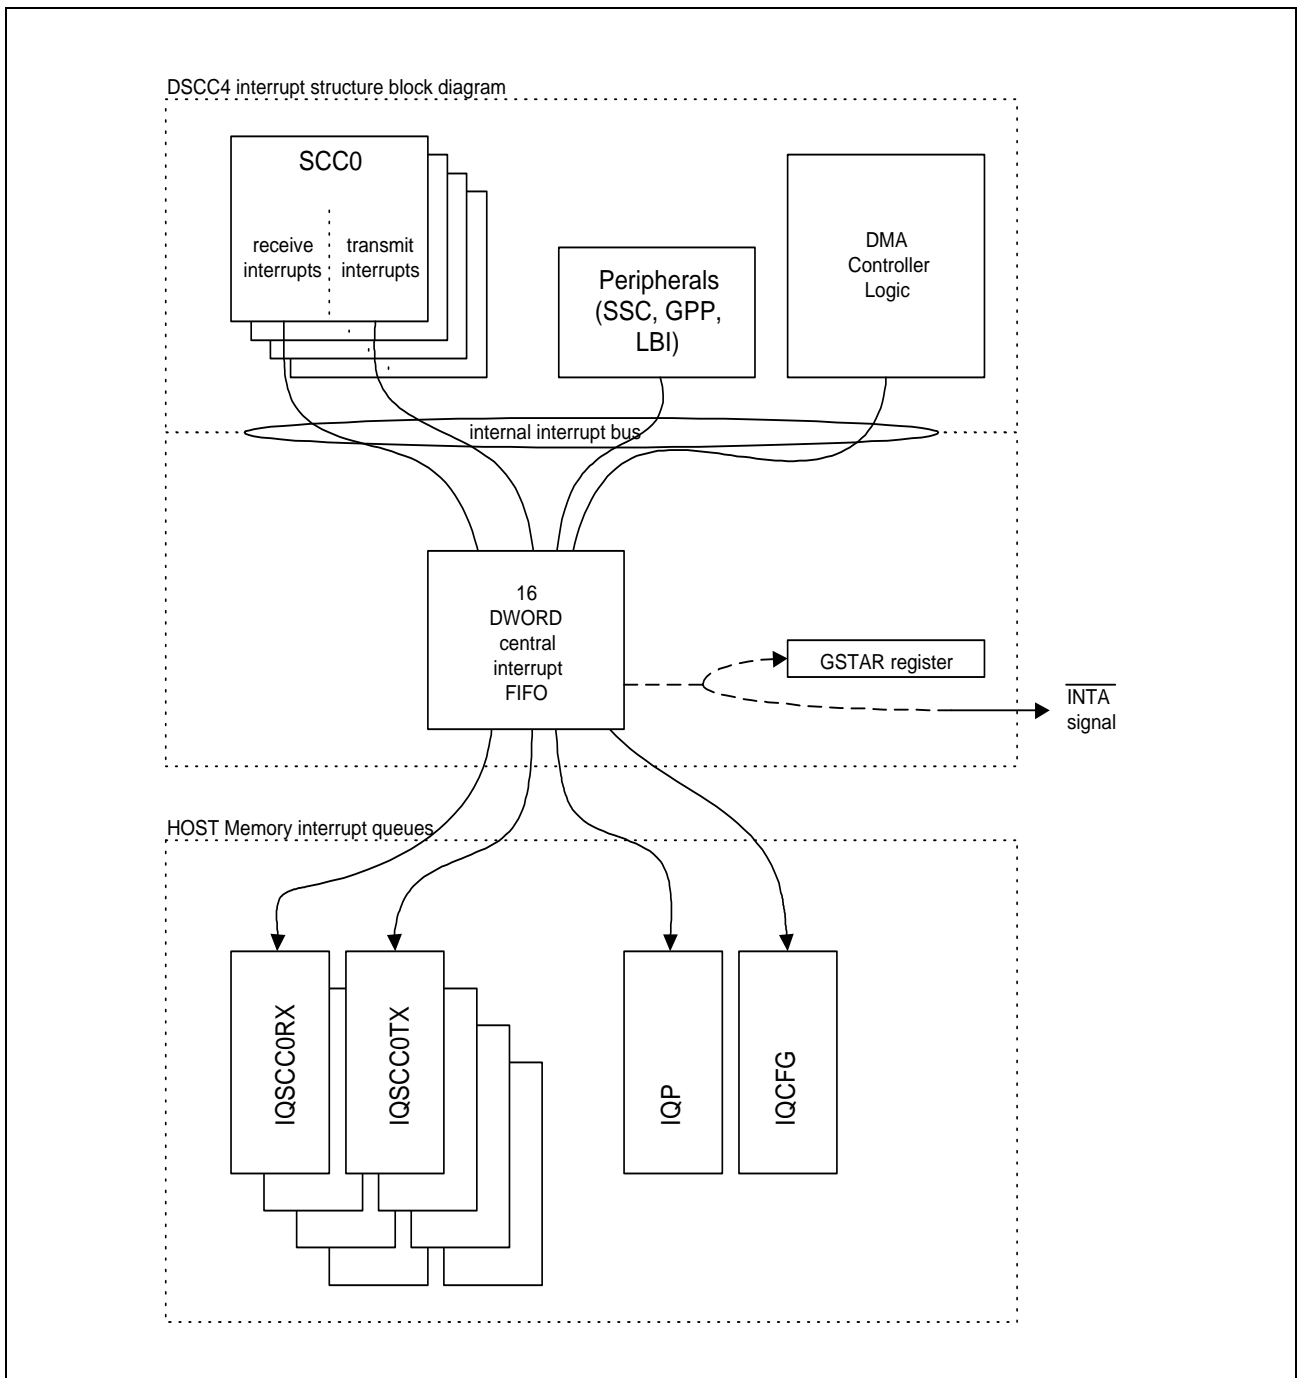 DSCC4 interrupt structure block diagram
SCC0
receive
interrupts
transmit
interrupts
Peripherals
(SSC, GPP,
LBI)
DMA
Controller
Logic
internal interrupt bus
16
DWORD
central
interrupt
FIFO
GSTAR register
INTA
signal
HOST Memory interrupt queues
IQSCC0RX
IQSCC0TX
IQP
IQCFG